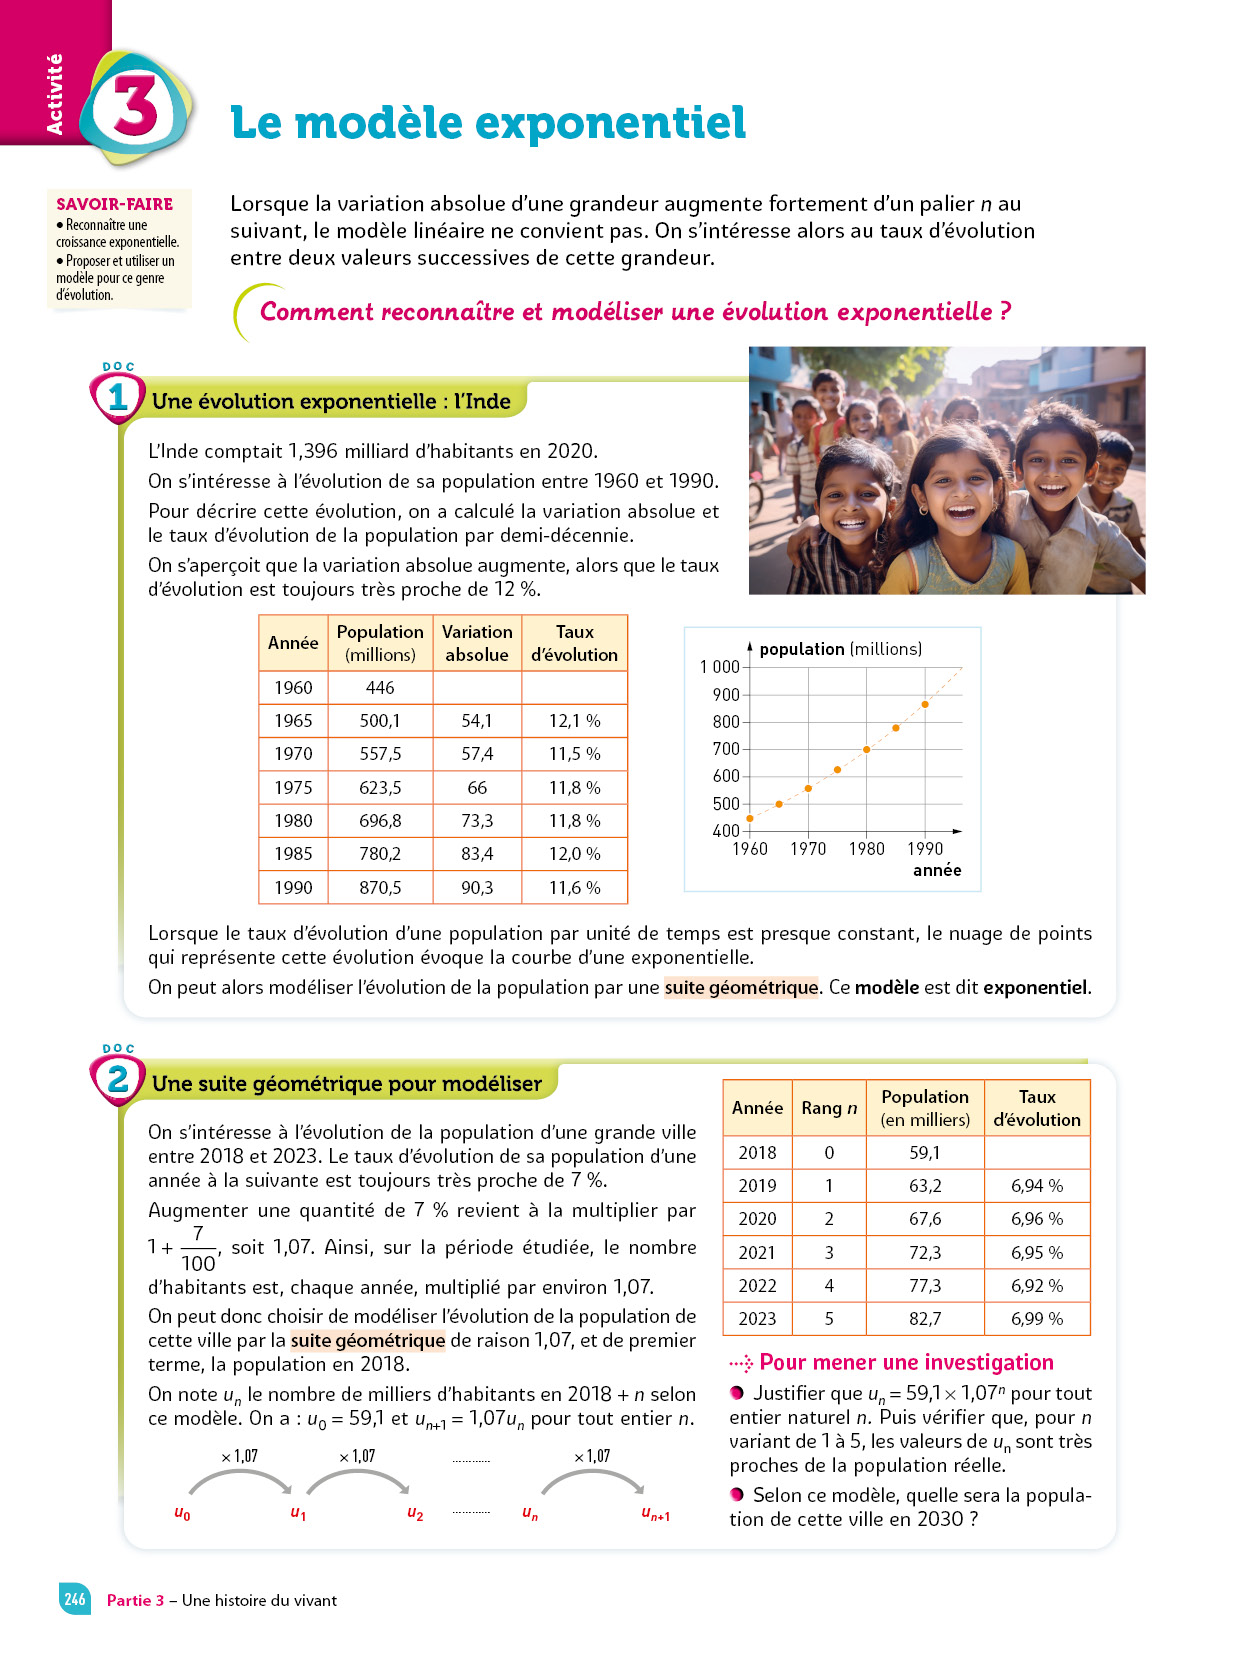 Activité
3
Le modèle exponentiel
SAVOIR-FAIRE
• Reconnaître une
croissance exponentielle.
• Proposer et utiliser un
modèle pour ce genre
d'évolution.
Lorsque la variation absolue d'une grandeur augmente fortement d'un palier n au
suivant, le modèle linéaire ne convient pas. On s'intéresse alors au taux d'évolution
entre deux valeurs successives de cette grandeur.
Comment reconnaître et modéliser une évolution exponentielle ?
DOC
1 Une évolution exponentielle : l'Inde
L'Inde comptait 1,396 milliard d'habitants en 2020.
On s'intéresse à l'évolution de sa population entre 1960 et 1990.
Pour décrire cette évolution, on a calculé la variation absolue et
le taux d'évolution de la population par demi-décennie.
On s'aperçoit que la variation absolue augmente, alors que le taux
d'évolution est toujours très proche de 12 %.
Année Population (millions) Variation absolue Taux d'évolution
1960 446
1965 500,1 54,1 12,1 %
1970 557,5 57,4 11,5 %
1975 623,5 66 11,8 %
1980 696,8 73,3 11,8 %
1985 780,2 83,4 12,0 %
1990 870,5 90,3 11,6 %
population (millions)
1 000
900
800
700
600
500
400
1960 1970 1980 1990
année
Lorsque le taux d'évolution d'une population par unité de temps est presque constant, le nuage de points
qui représente cette évolution évoque la courbe d'une exponentielle.
On peut alors modéliser l'évolution de la population par une suite géométrique. Ce modèle est dit exponentiel.
DOC
2 Une suite géométrique pour modéliser
On s'intéresse à l'évolution de la population d'une grande ville
entre 2018 et 2023. Le taux d'évolution de sa population d'une
année à la suivante est toujours très proche de 7 %.
Augmenter une quantité de 7 % revient à la multiplier par
1 + 7/100, soit 1,07. Ainsi, sur la période étudiée, le nombre
d'habitants est, chaque année, multiplié par environ 1,07.
On peut donc choisir de modéliser l'évolution de la population de
cette ville par la suite géométrique de raison 1,07, et de premier
terme, la population en 2018.
On note uₙ le nombre de milliers d'habitants en 2018 + n selon
ce modèle. On a : u₀ = 59,1 et uₙ₊₁ = 1,07uₙ pour tout entier n.
× 1,07 × 1,07 ............ × 1,07
u₀ u₁ u₂ ............ uₙ uₙ₊₁
Année Rang n Population (en milliers) Taux d'évolution
2018 0 59,1
2019 1 63,2 6,94 %
2020 2 67,6 6,96 %
2021 3 72,3 6,95 %
2022 4 77,3 6,92 %
2023 5 82,7 6,99 %
Pour mener une investigation
● Justifier que uₙ = 59,1 × 1,07ⁿ pour tout
entier naturel n. Puis vérifier que, pour n
variant de 1 à 5, les valeurs de uₙ sont très
proches de la population réelle.
● Selon ce modèle, quelle sera la popula-
tion de cette ville en 2030 ?
246 Partie 3 – Une histoire du vivant